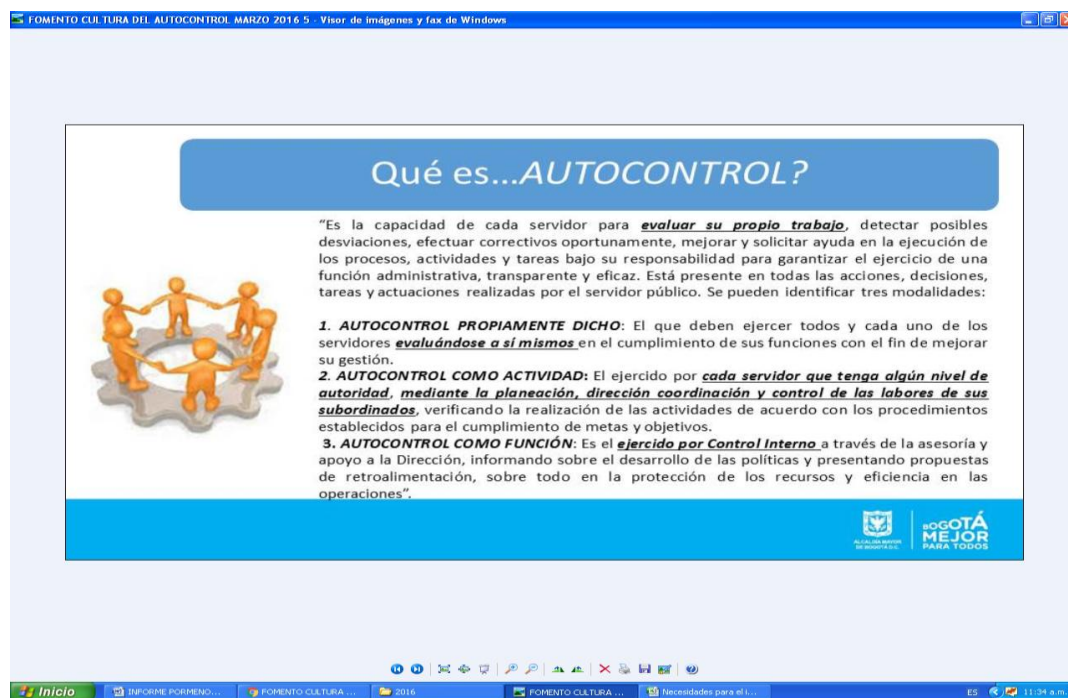 FOMENTO CULTURA DEL AUTOCONTROL MARZO 2016 5 - Visor de imágenes y fax de Windows
Qué es...AUTOCONTROL?
“Es la capacidad de cada servidor para evaluar su propio trabajo, detectar posibles
desviaciones, efectuar correctivos oportunamente, mejorar y solicitar ayuda en la ejecución de
los procesos, actividades y tareas bajo su responsabilidad para garantizar el ejercicio de una
función administrativa, transparente y eficaz. Está presente en todas las acciones, decisiones,
tareas y actuaciones realizadas por el servidor público. Se pueden identificar tres modalidades:
1. AUTOCONTROL PROPIAMENTE DICHO: El que deben ejercer todos y cada uno de los
servidores evaluándose a sí mismos en el cumplimiento de sus funciones con el fin de mejorar
su gestión.
2. AUTOCONTROL COMO ACTIVIDAD: El ejercido por cada servidor que tenga algún nivel de
autoridad, mediante la planeación, dirección coordinación y control de las labores de sus
subordinados, verificando la realización de las actividades de acuerdo con los procedimientos
establecidos para el cumplimiento de metas y objetivos.
3. AUTOCONTROL COMO FUNCIÓN: Es el ejercido por Control Interno a través de la asesoría y
apoyo a la Dirección, informando sobre el desarrollo de las políticas y presentando propuestas
de retroalimentación, sobre todo en la protección de los recursos y eficiencia en las
operaciones”.
ALCALDÍA MAYOR
DE BOGOTÁ D.C.
BOGOTÁ
MEJOR
PARA TODOS
Inicio
INFORME PORMENO...
FOMENTO CULTURA ...
2016
FOMENTO CULTURA ...
Necesidades para el i...
ES
11:34 a.m.